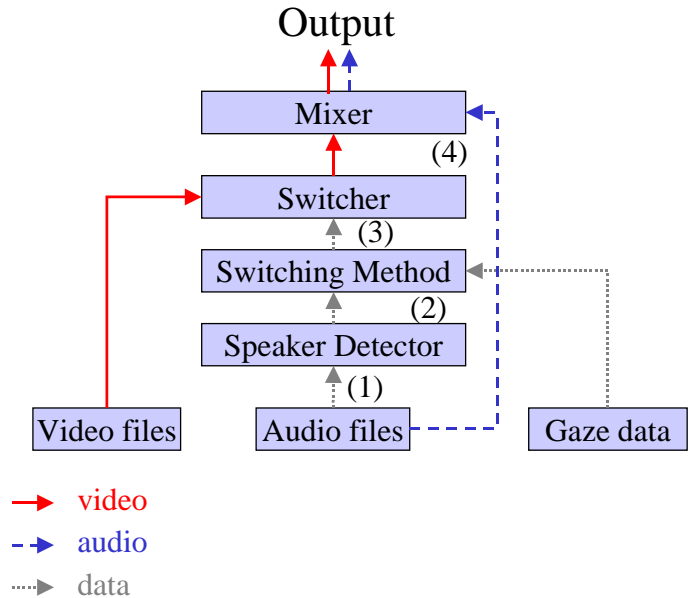 Output
Mixer
(4)
Switcher
(3)
Switching Method
(2)
Speaker Detector
(1)
Video files
Audio files
Gaze data
video
audio
data